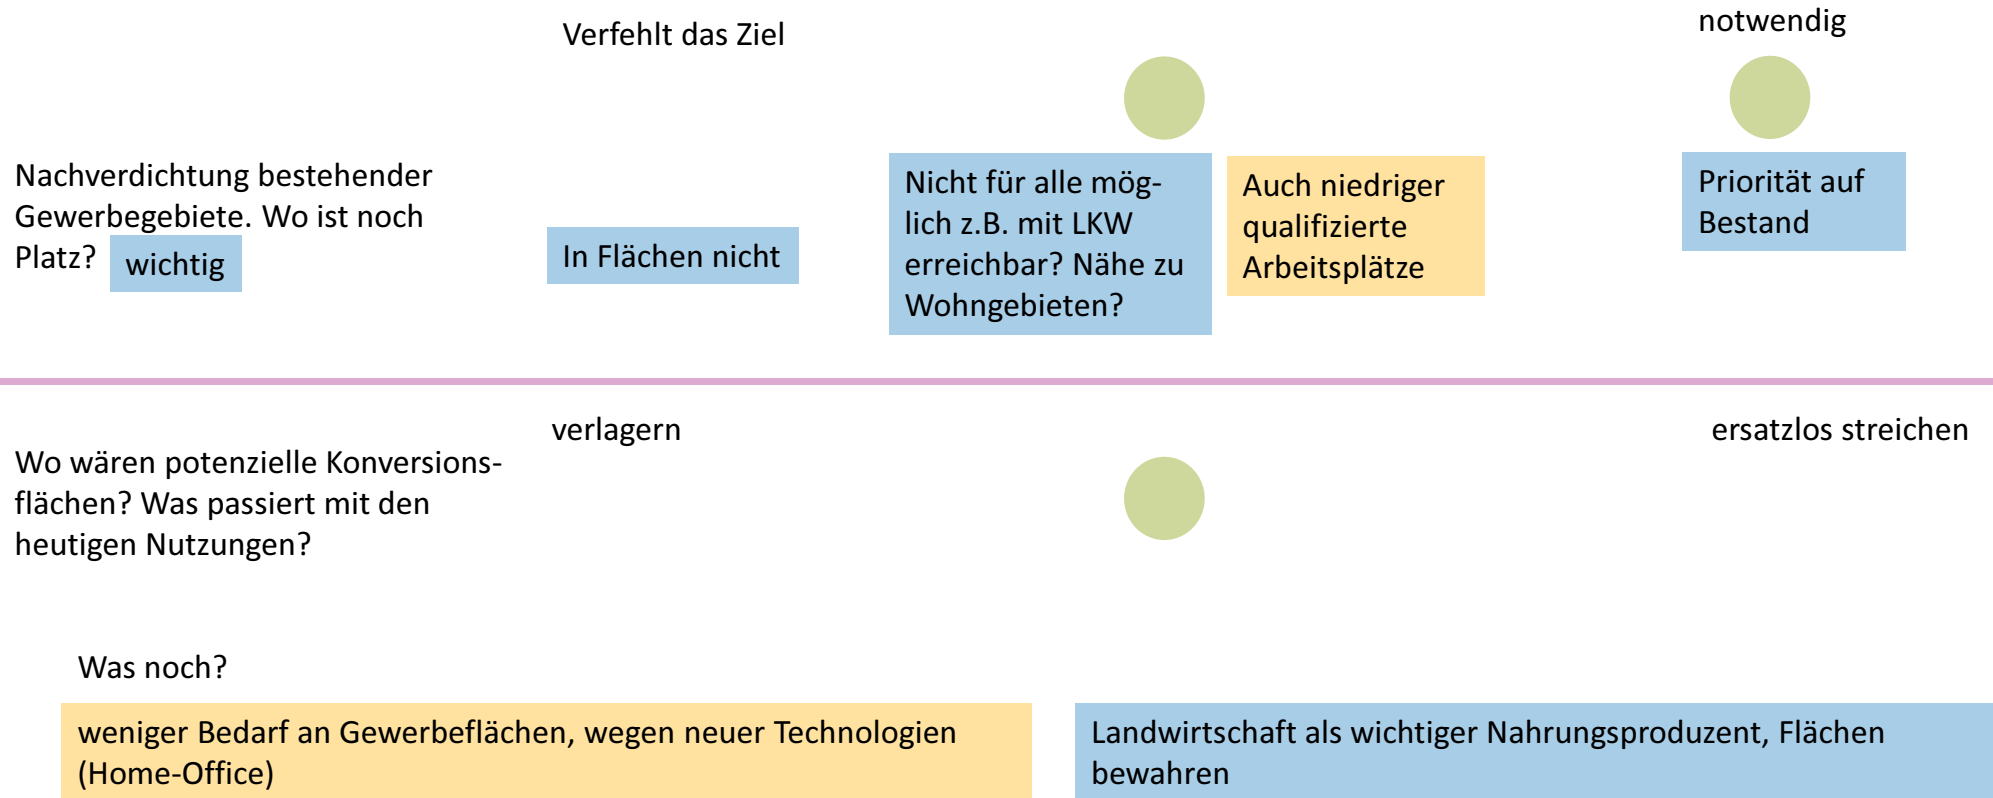 Verfehlt das Ziel
notwendig
Nachverdichtung bestehender
Gewerbegebiete. Wo ist noch
Platz?
wichtig
In Flächen nicht
Nicht für alle mög-
lich z.B. mit LKW
erreichbar? Nähe zu
Wohngebieten?
Auch niedriger
qualifizierte
Arbeitsplätze
Priorität auf
Bestand
verlagern
ersatzlos streichen
Wo wären potenzielle Konversions-
flächen? Was passiert mit den
heutigen Nutzungen?
Was noch?
weniger Bedarf an Gewerbeflächen, wegen neuer Technologien
(Home-Office)
Landwirtschaft als wichtiger Nahrungsproduzent, Flächen
bewahren